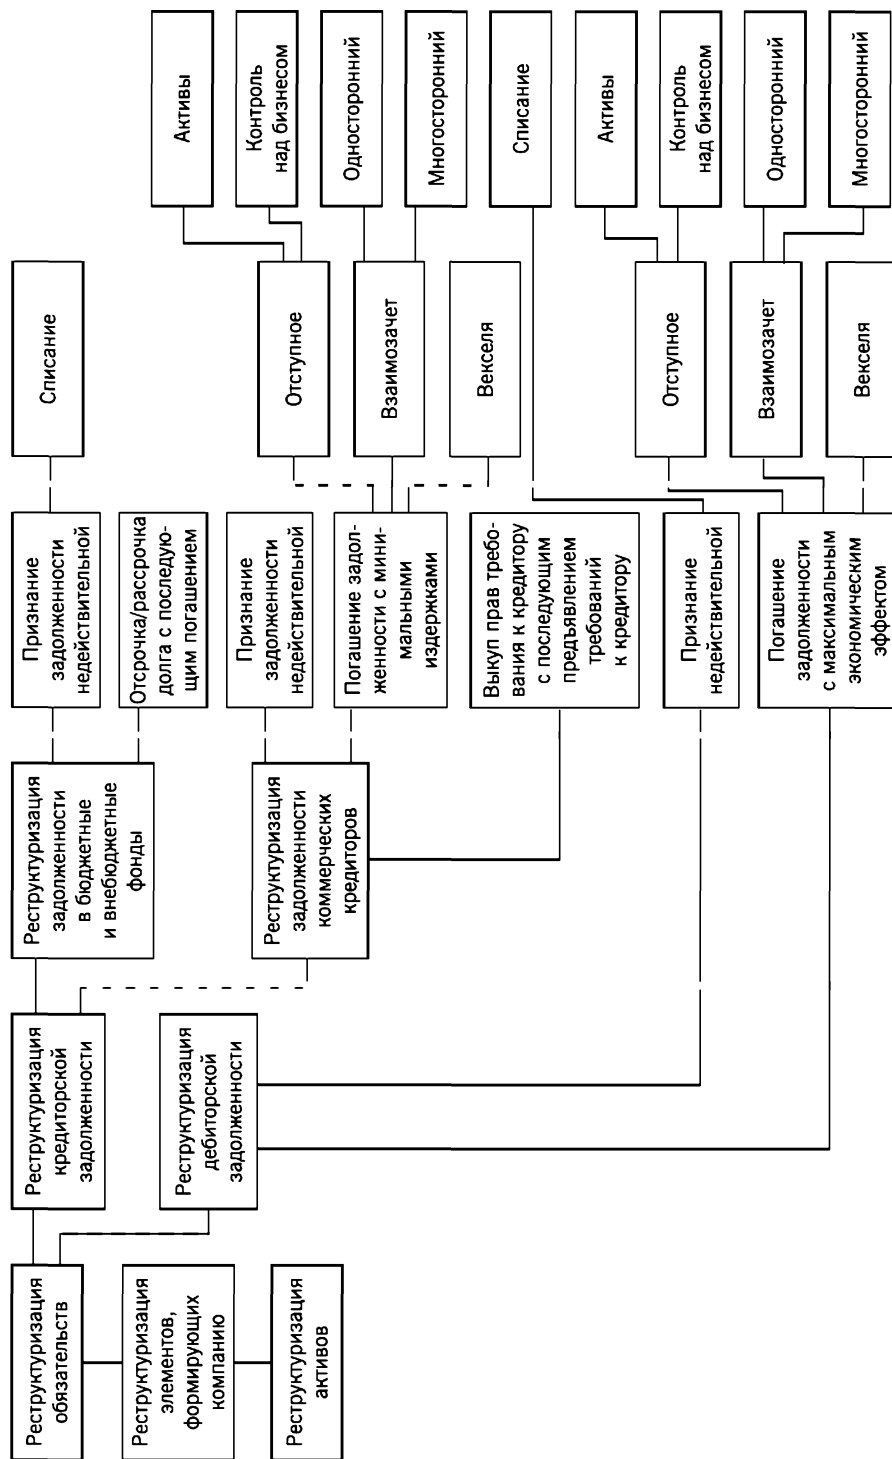 Реструктуризация
обязательств
Реструктуризация
элементов,
формирующих
компанию
Реструктуризация
активов
Реструктуризация
кредиторской
задолженности
Реструктуризация
дебиторской
задолженности
Реструктуризация
задолженности
в бюджетные
и внебюджетные
фонды
Реструктуризация
задолженности
коммерческих
кредиторов
Признание
задолженности
недействительной
Отсрочка/рассрочка
долга с последую-
щим погашением
Признание
задолженности
недействительной
Погашение задол-
женности с мини-
мальными
издержками
Выкуп прав требо-
вания к кредитору
с последующим
предъявлением
требований
к кредитору
Признание
недействительной
Погашение
задолженности
с максимальным
экономическим
эффектом
Списание
Отступное
Взаимозачет
Векселя
Отступное
Взаимозачет
Векселя
Активы
Контроль
над бизнесом
Односторонний
Многосторонний
Списание
Активы
Контроль
над бизнесом
Односторонний
Многосторонний